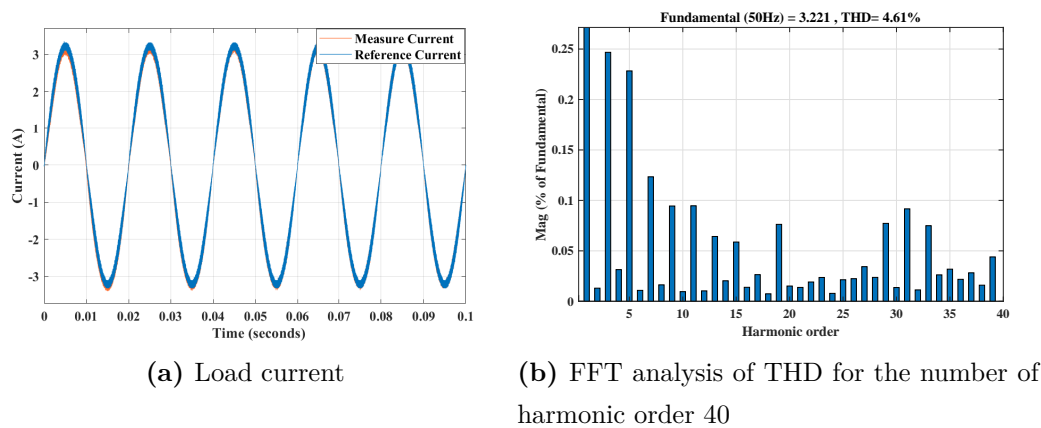 Measure Current
Reference Current
3
2
1
0
-1
-2
-3
Current (A)
0 0.01 0.02 0.03 0.04 0.05 0.06 0.07 0.08 0.09 0.1
Time (seconds)
(a) Load current
Fundamental (50Hz) = 3.221 , THD= 4.61%
0.25
0.2
0.15
0.1
0.05
0
Mag (% of Fundamental)
5 10 15 20 25 30 35 40
Harmonic order
(b) FFT analysis of THD for the number of
harmonic order 40